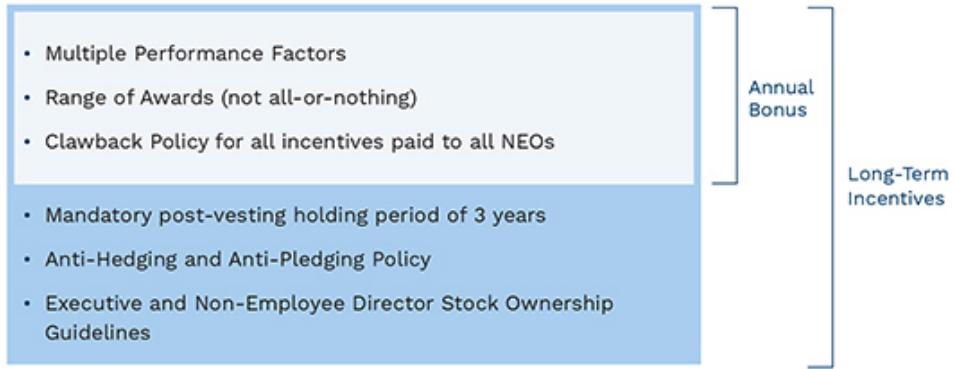 • Multiple Performance Factors
• Range of Awards (not all-or-nothing)
• Clawback Policy for all incentives paid to all NEOs
Annual
Bonus
• Mandatory post-vesting holding period of 3 years
• Anti-Hedging and Anti-Pledging Policy
• Executive and Non-Employee Director Stock Ownership
Guidelines
Long-Term
Incentives